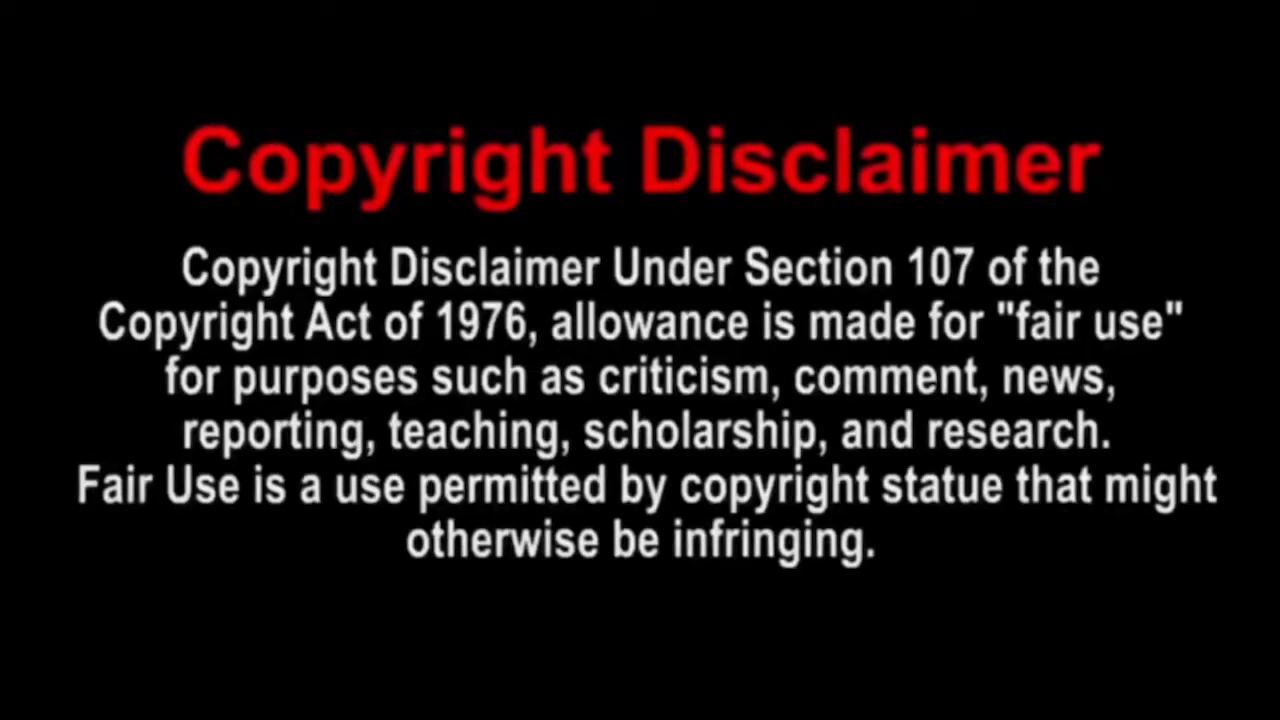 Copyright Disclaimer
Copyright Disclaimer Under Section 107 of the
Copyright Act of 1976, allowance is made for "fair use"
for purposes such as criticism, comment, news,
reporting, teaching, scholarship, and research.
Fair Use is a use permitted by copyright statue that might
otherwise be infringing.